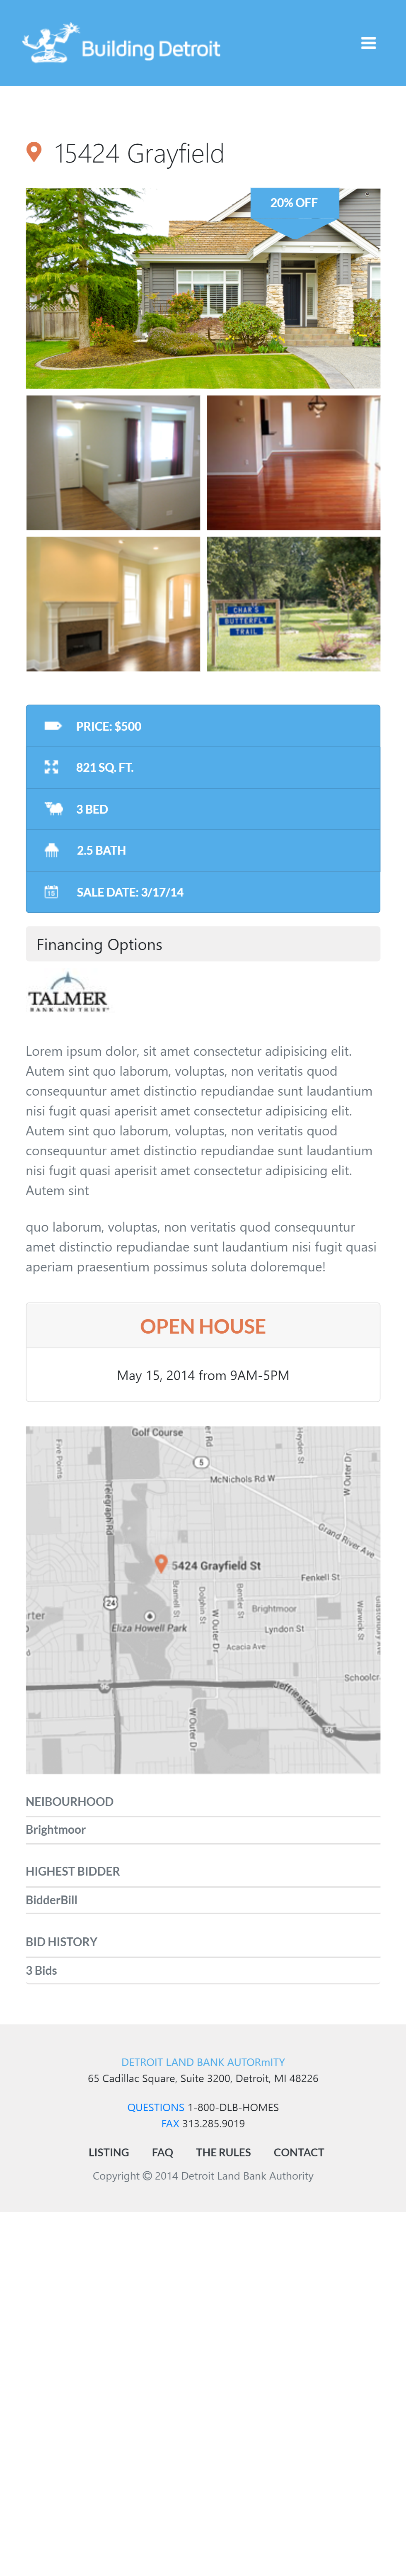 Building Detroit
15424 Grayfield
20% OFF
CHAR'S
BUTTERFLY
TRAIL
PRICE: $500
821 SQ. FT.
3 BED
2.5 BATH
15
SALE DATE: 3/17/14
Financing Options
TALMER
BANK AND TRUST
Lorem ipsum dolor, sit amet consectetur adipisicing elit.
Autem sint quo laborum, voluptas, non veritatis quod
consequuntur amet distinctio repudiandae sunt laudantium
nisi fugit quasi aperisit amet consectetur adipisicing elit.
Autem sint quo laborum, voluptas, non veritatis quod
consequuntur amet distinctio repudiandae sunt laudantium
nisi fugit quasi aperisit amet consectetur adipisicing elit.
Autem sint
quo laborum, voluptas, non veritatis quod consequuntur
amet distinctio repudiandae sunt laudantium nisi fugit quasi
aperiam praesentium possimus soluta doloremque!
OPEN HOUSE
May 15, 2014 from 9AM-5PM
Golf Course
er Rd
Hayden St
Five Points
5
McNichols Rd W
W Outer Dr
Telegraph Rd
Grand River Ave
5424 Grayfield St
Fenkell St
24
Bramell St
Dolphin St
W Outer Dr
Bentler St
Brightmoor
Warwick St
arter
Eliza Howell Park
Lyndon St
Acacia Ave
Schoolcr
96
Jeffries Fwy
96
W Outer Dr
NEIBOURHOOD
Brightmoor
HIGHEST BIDDER
BidderBill
BID HISTORY
3 Bids
DETROIT LAND BANK AUTORmITY
65 Cadillac Square, Suite 3200, Detroit, MI 48226
QUESTIONS 1-800-DLB-HOMES
FAX 313.285.9019
LISTING FAQ THE RULES CONTACT
Copyright © 2014 Detroit Land Bank Authority